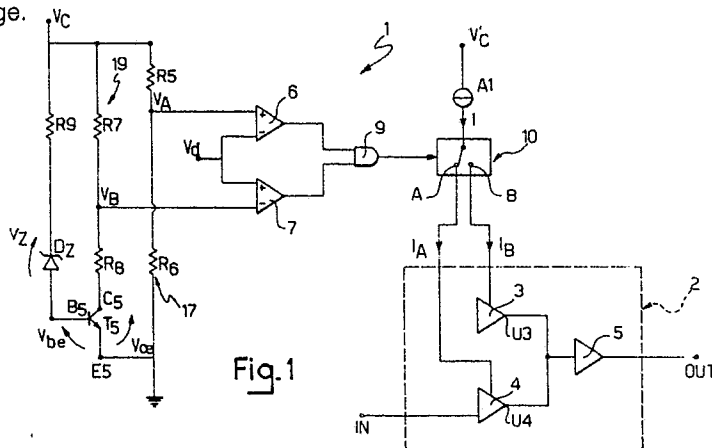 ge.
VC
V'C
1
19
R5
A1
6
VA
I
R9
R7
9
10
Vd
A
B
VB
7
IA
IB
VZ
DZ
R8
R6
2
17
3
B5
C5
T5
U3
5
Vbe
Vce
E5
Fig.1
4
OUT
U4
IN